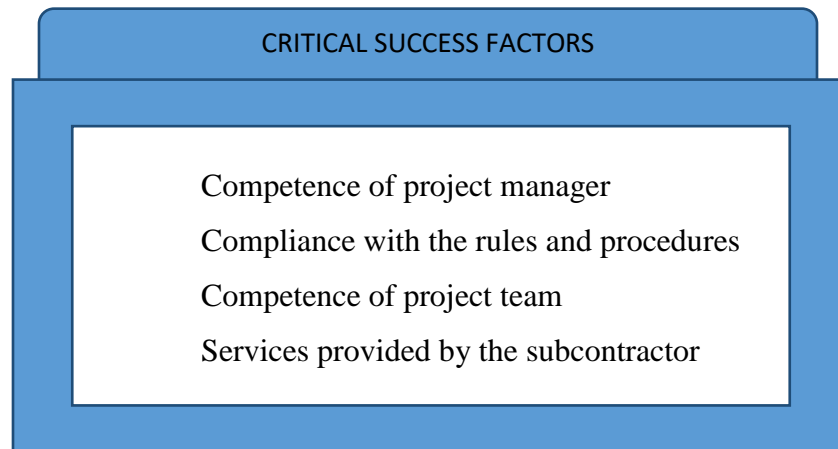 CRITICAL SUCCESS FACTORS
Competence of project manager
Compliance with the rules and procedures
Competence of project team
Services provided by the subcontractor